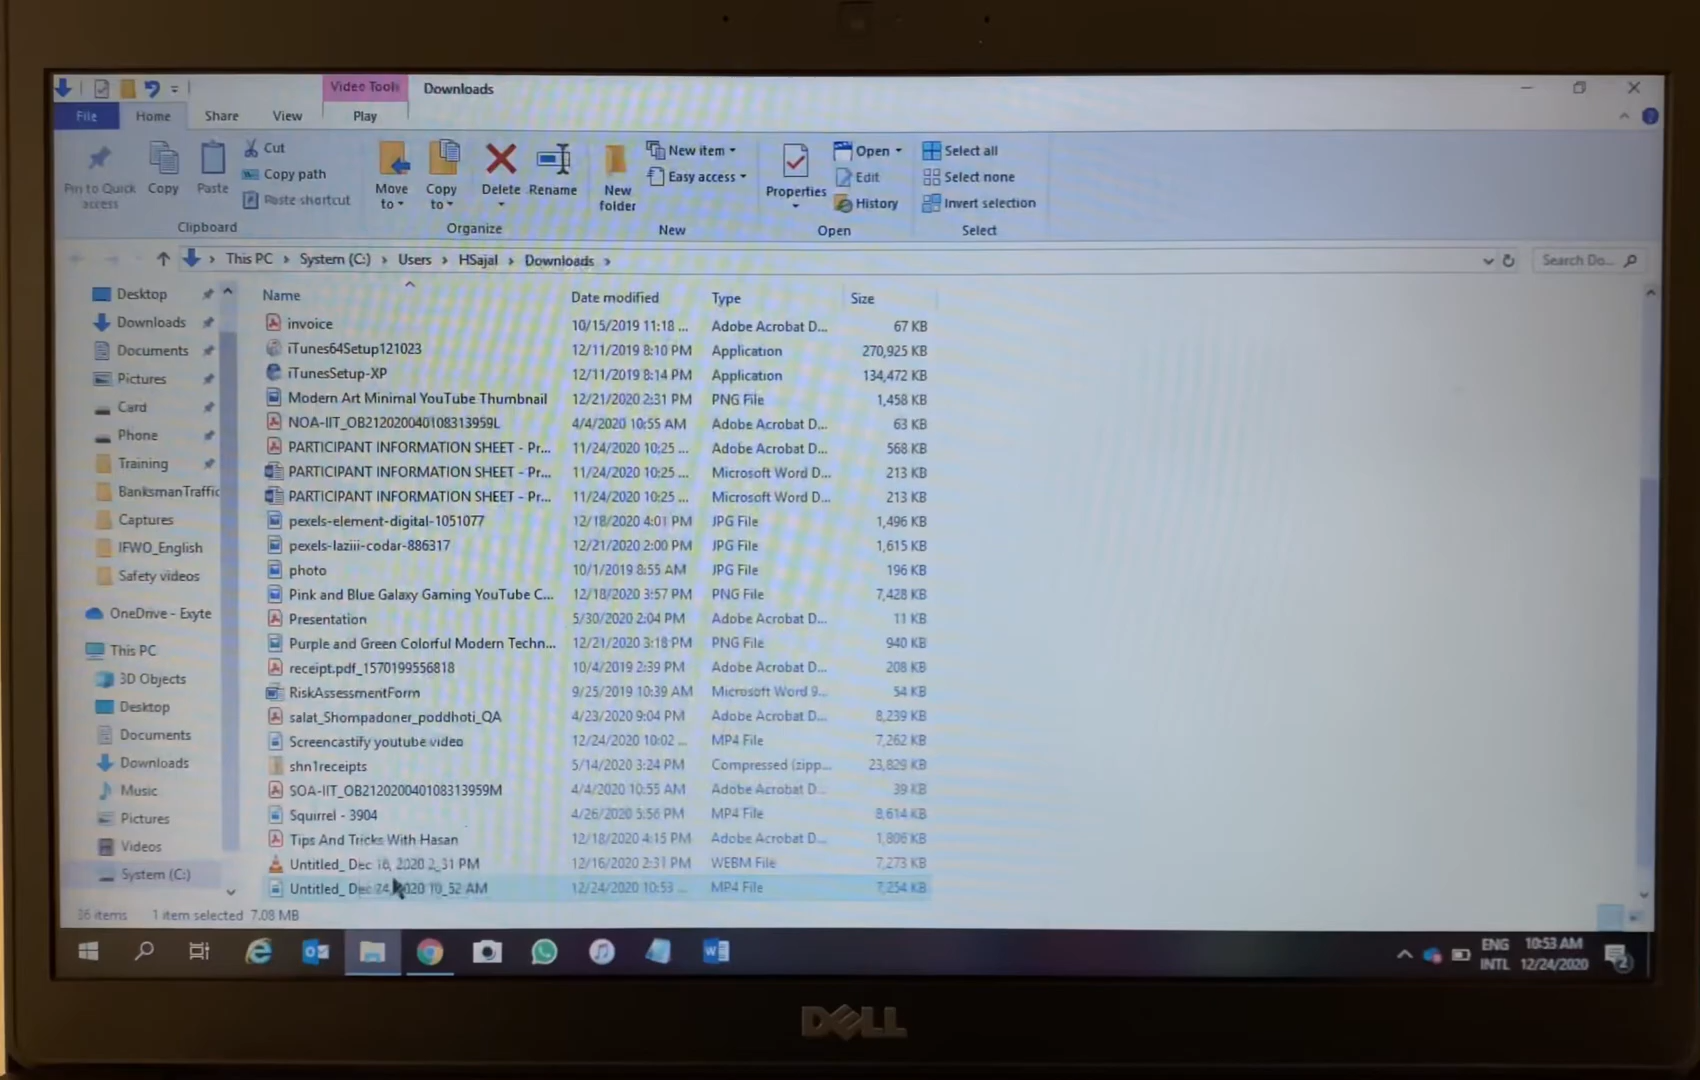 Video Tools Downloads
File Home Share View Play
Pin to Quick access
Copy
Paste
Cut
Copy path
Paste shortcut
Clipboard
Move to
Copy to
Delete
Rename
Organize
New folder
New item
Easy access
New
Properties
Open
Edit
History
Open
Select all
Select none
Invert selection
Select
This PC > System (C:) > Users > HSajal > Downloads >
Search Do...
Desktop
Downloads
Documents
Pictures
Card
Phone
Training
BanksmanTraffic
Captures
IFWO_English
Safety videos
OneDrive - Exyte
This PC
3D Objects
Desktop
Documents
Downloads
Music
Pictures
Videos
System (C:)
Name Date modified Type Size
invoice 10/15/2019 11:18 ... Adobe Acrobat D... 67 KB
iTunes64Setup121023 12/11/2019 8:10 PM Application 270,925 KB
iTunesSetup-XP 12/11/2019 8:14 PM Application 134,472 KB
Modern Art Minimal YouTube Thumbnail 12/21/2020 2:31 PM PNG File 1,458 KB
NOA-IIT_OB212020040108313959L 4/4/2020 10:55 AM Adobe Acrobat D... 63 KB
PARTICIPANT INFORMATION SHEET - Pr... 11/24/2020 10:25 ... Adobe Acrobat D... 568 KB
PARTICIPANT INFORMATION SHEET - Pr... 11/24/2020 10:25 ... Microsoft Word D... 213 KB
PARTICIPANT INFORMATION SHEET - Pr... 11/24/2020 10:25 ... Microsoft Word D... 213 KB
pexels-element-digital-1051077 12/18/2020 4:01 PM JPG File 1,496 KB
pexels-laziii-codar-886317 12/21/2020 2:00 PM JPG File 1,615 KB
photo 10/1/2019 8:55 AM JPG File 196 KB
Pink and Blue Galaxy Gaming YouTube C... 12/18/2020 3:57 PM PNG File 7,428 KB
Presentation 5/30/2020 2:04 PM Adobe Acrobat D... 11 KB
Purple and Green Colorful Modern Techn... 12/21/2020 3:18 PM PNG File 940 KB
receipt.pdf_1570199556818 10/4/2019 2:39 PM Adobe Acrobat D... 208 KB
RiskAssessmentForm 9/25/2019 10:39 AM Microsoft Word 9... 54 KB
salat_Shompadoner_poddhoti_QA 4/23/2020 9:04 PM Adobe Acrobat D... 8,239 KB
Screencastify youtube video 12/24/2020 10:02 ... MP4 File 7,262 KB
shn1receipts 5/14/2020 3:24 PM Compressed (zipp... 23,829 KB
SOA-IIT_OB212020040108313959M 4/4/2020 10:55 AM Adobe Acrobat D... 39 KB
Squirrel - 3904 4/26/2020 5:56 PM MP4 File 8,614 KB
Tips And Tricks With Hasan 12/18/2020 4:15 PM Adobe Acrobat D... 1,806 KB
Untitled_ Dec 16, 2020 2_31 PM 12/16/2020 2:31 PM WEBM File 7,273 KB
Untitled_ Dec 24, 2020 10_52 AM 12/24/2020 10:53 ... MP4 File 7,254 KB
36 items 1 item selected 7.08 MB
ENG 10:53 AM
INTL 12/24/2020
2
DELL